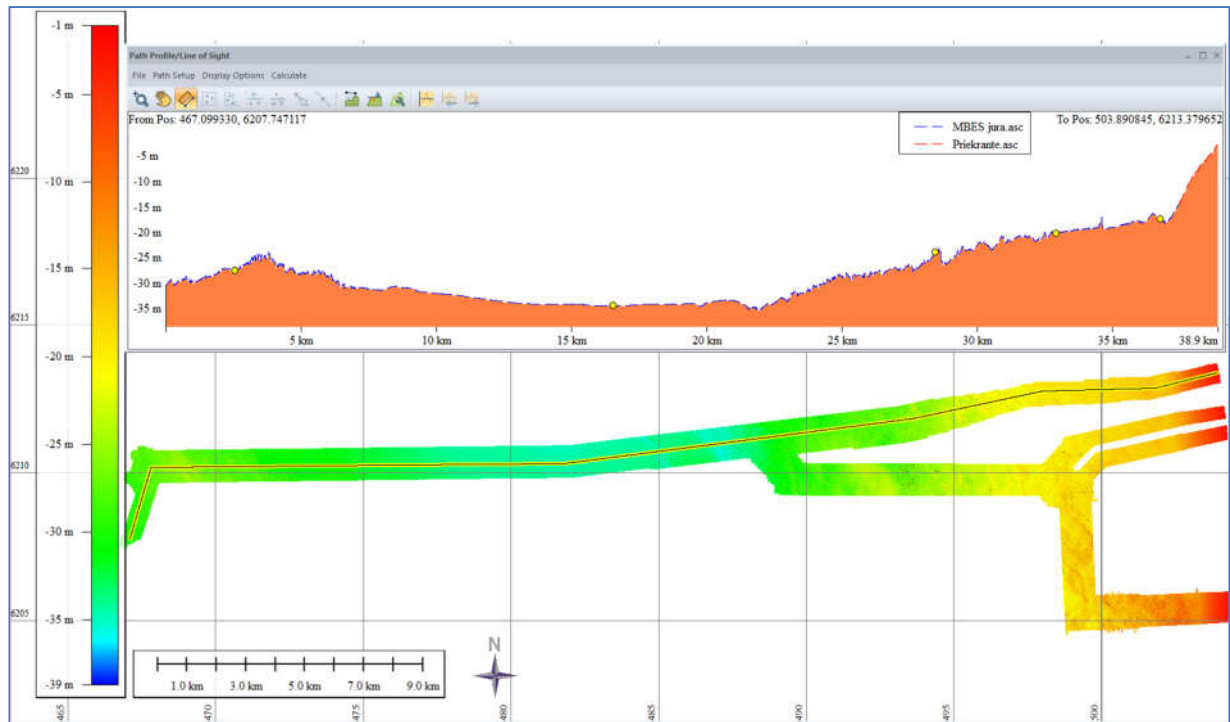 -1 m
-5 m
-10 m
-15 m
-20 m
-25 m
-30 m
-35 m
-39 m
Path Profile/Line of Sight
File Path Setup Display Options Calculate
From Pos: 467.099330, 6207.747117
To Pos: 503.890845, 6213.379652
MBES jura.asc
Priekrante.asc
-5 m
-10 m
-15 m
-20 m
-25 m
-30 m
-35 m
5 km 10 km 15 km 20 km 25 km 30 km 35 km 38.9 km
6220
6215
6210
6205
N
1.0 km 3.0 km 5.0 km 7.0 km 9.0 km
465 470 475 480 485 490 495 500